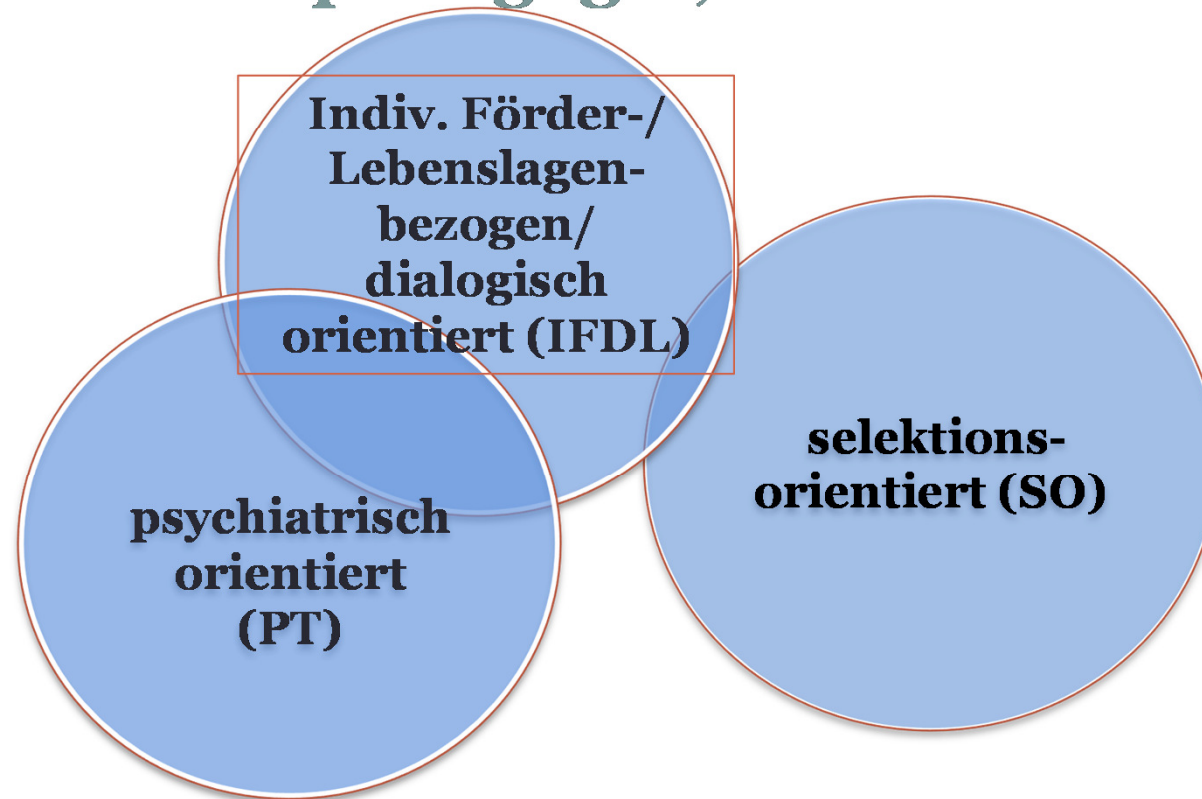 Indiv. Förder-/
Lebenslagen-
bezogen/
dialogisch
orientiert (IFDL)
selektions-
orientiert (SO)
psychiatrisch
orientiert
(PT)